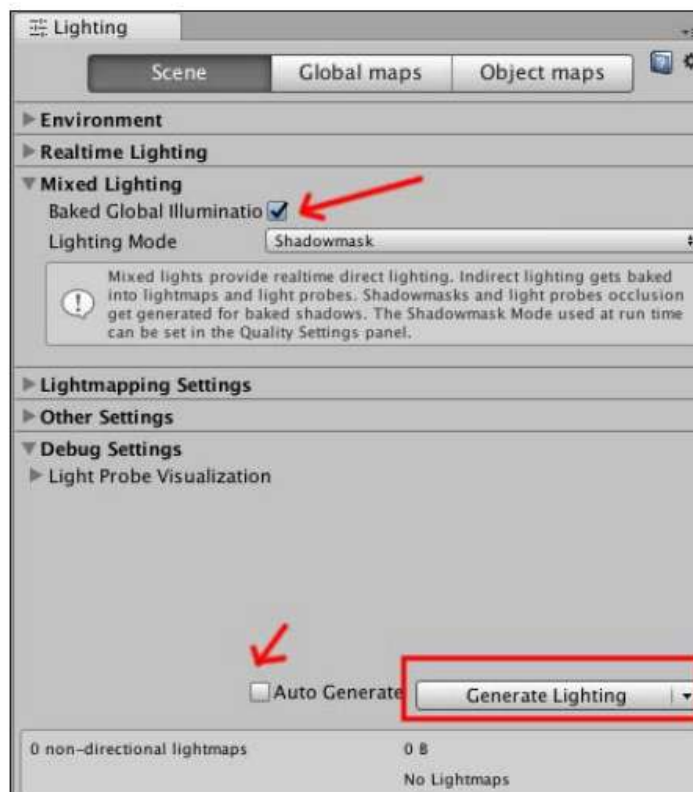 Lighting
Scene Global maps Object maps
Environment
Realtime Lighting
Mixed Lighting
Baked Global Illuminatio
Lighting Mode Shadowmask
Mixed lights provide realtime direct lighting. Indirect lighting gets baked
into lightmaps and light probes. Shadowmasks and light probes occlusion
get generated for baked shadows. The Shadowmask Mode used at run time
can be set in the Quality Settings panel.
Lightmapping Settings
Other Settings
Debug Settings
Light Probe Visualization
Auto Generate Generate Lighting
0 non-directional lightmaps 0 B
No Lightmaps